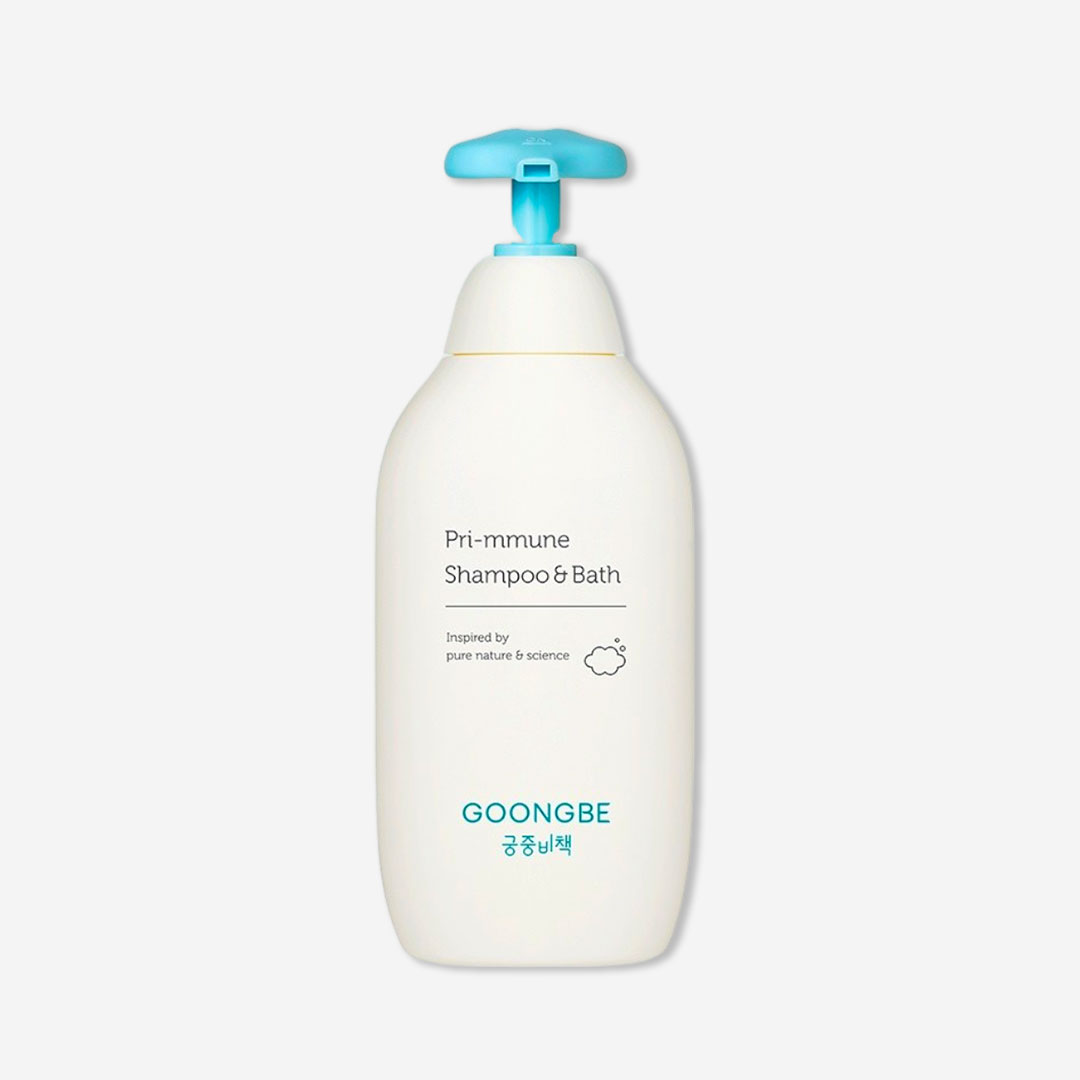 Pri-mmune
Shampoo & Bath
Inspired by
pure nature & science
GOONGBE
궁중비책